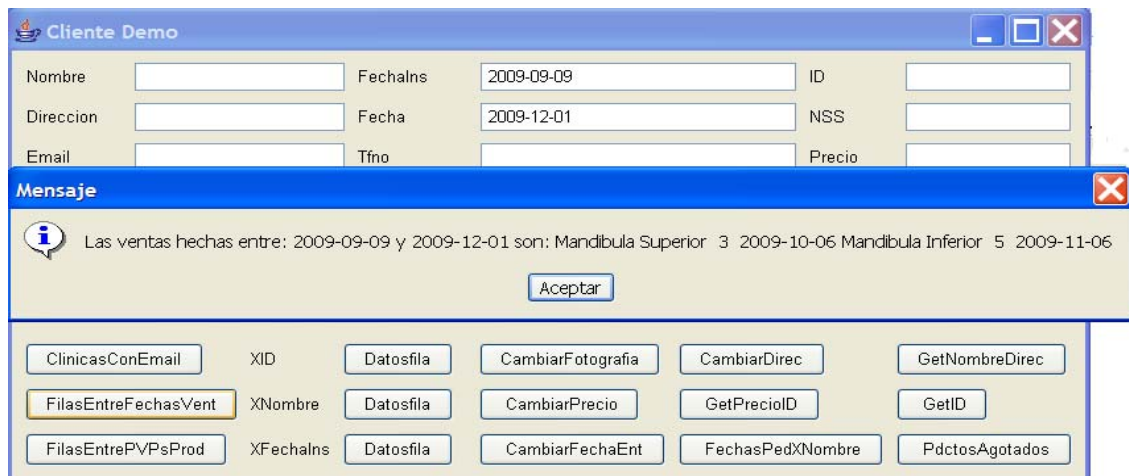 Cliente Demo
Nombre FechaIns 2009-09-09 ID
Direccion Fecha 2009-12-01 NSS
Email Tfno Precio
Mensaje
Las ventas hechas entre: 2009-09-09 y 2009-12-01 son: Mandibula Superior 3 2009-10-06 Mandibula Inferior 5 2009-11-06
Aceptar
ClinicasConEmail XID Datosfila CambiarFotografia CambiarDirec GetNombreDirec
FilasEntreFechasVent XNombre Datosfila CambiarPrecio GetPrecioID GetID
FilasEntrePVPsProd XFechaIns Datosfila CambiarFechaEnt FechasPedXNombre PdctosAgotados